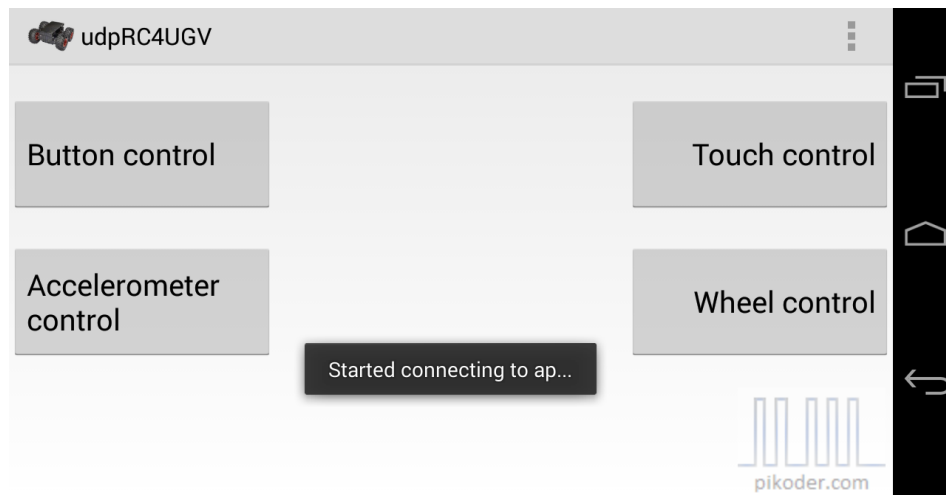 udpRC4UGV
Button control
Touch control
Accelerometer
control
Wheel control
Started connecting to ap...
pikoder.com